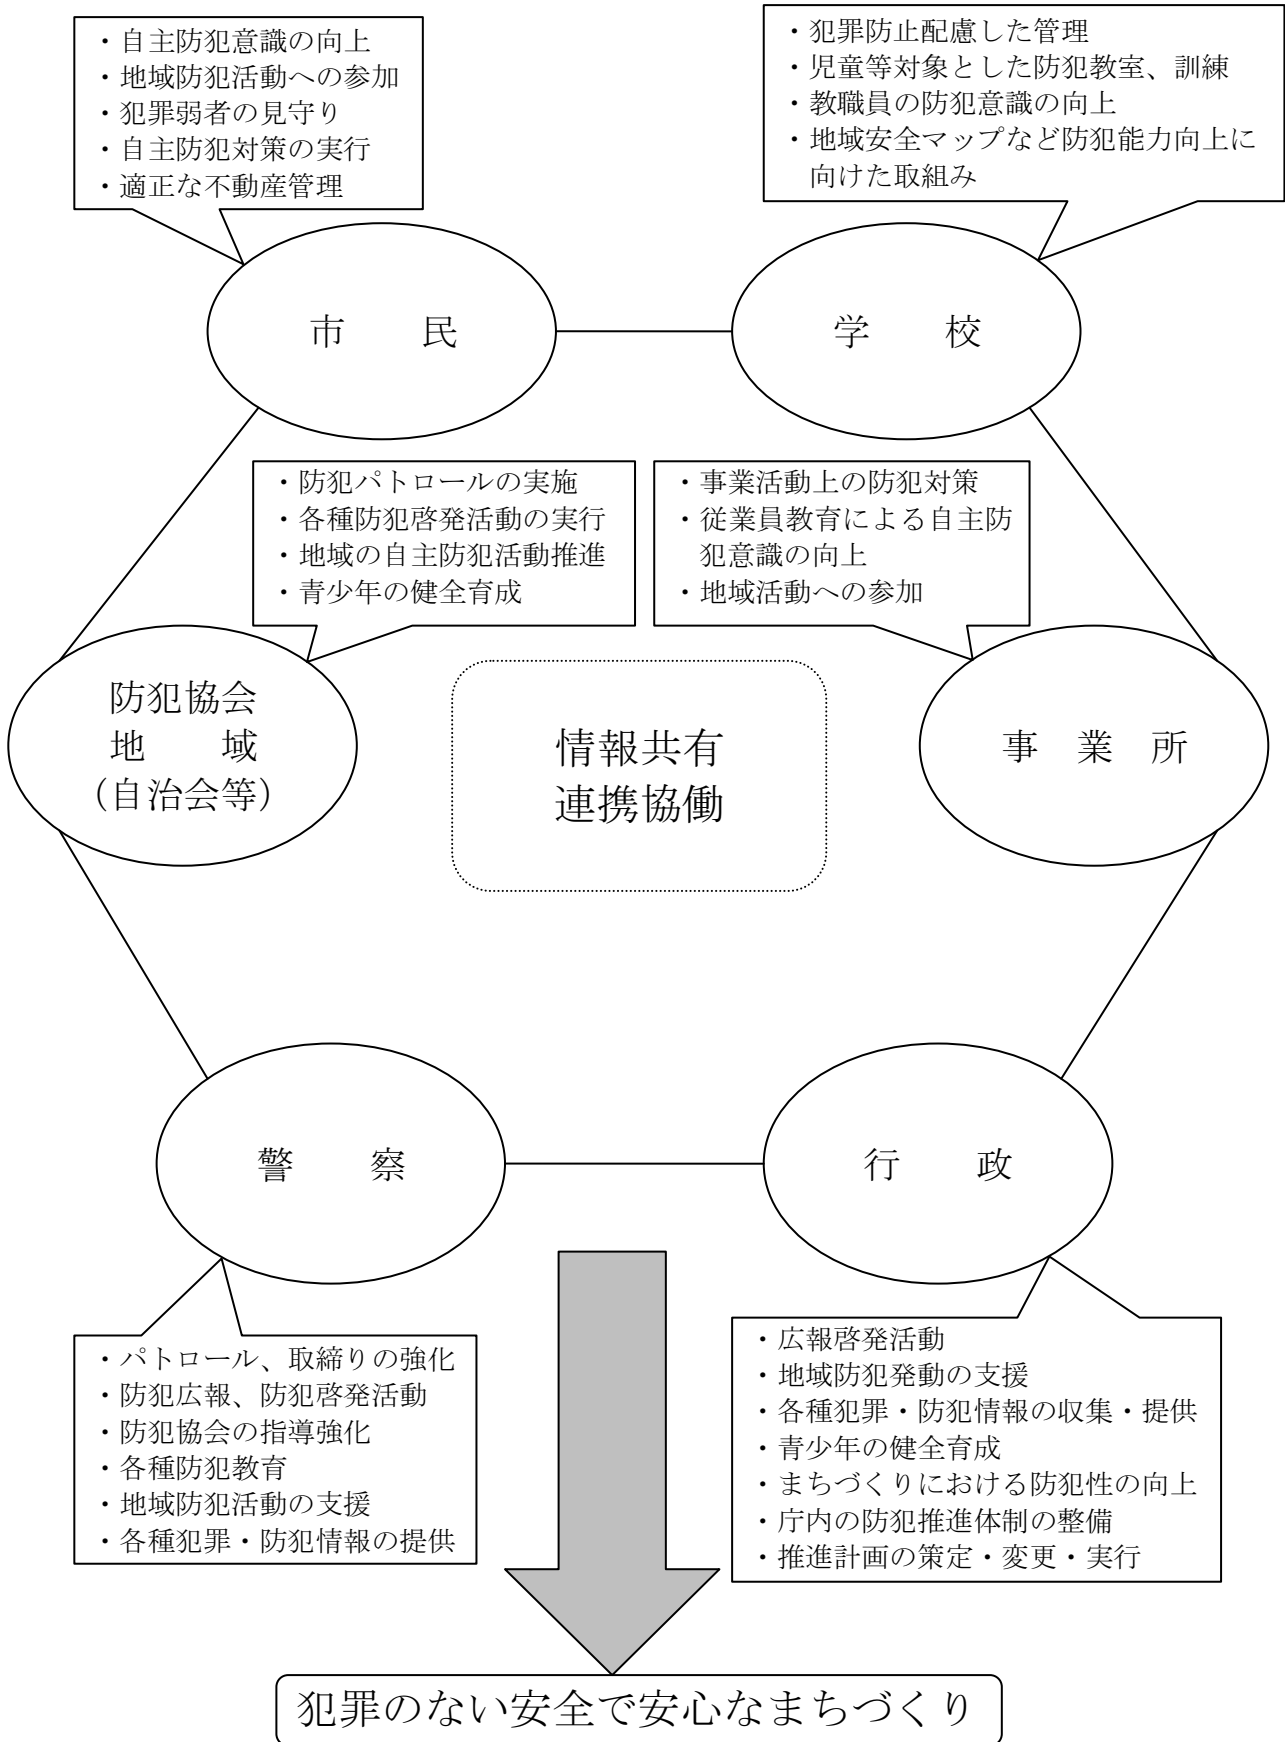 ・自主防犯意識の向上
・地域防犯活動への参加
・犯罪弱者の見守り
・自主防犯対策の実行
・適正な不動産管理
・犯罪防止配慮した管理
・児童等対象とした防犯教室、訓練
・教職員の防犯意識の向上
・地域安全マップなど防犯能力向上に
向けた取組み
市　　民
学　　校
・防犯パトロールの実施
・各種防犯啓発活動の実行
・地域の自主防犯活動推進
・青少年の健全育成
・事業活動上の防犯対策
・従業員教育による自主防
犯意識の向上
・地域活動への参加
防犯協会
地　　域
（自治会等）
情報共有
連携協働
事　業　所
警　　察
行　　政
・パトロール、取締りの強化
・防犯広報、防犯啓発活動
・防犯協会の指導強化
・各種防犯教育
・地域防犯活動の支援
・各種犯罪・防犯情報の提供
・広報啓発活動
・地域防犯発動の支援
・各種犯罪・防犯情報の収集・提供
・青少年の健全育成
・まちづくりにおける防犯性の向上
・庁内の防犯推進体制の整備
・推進計画の策定・変更・実行
犯罪のない安全で安心なまちづくり